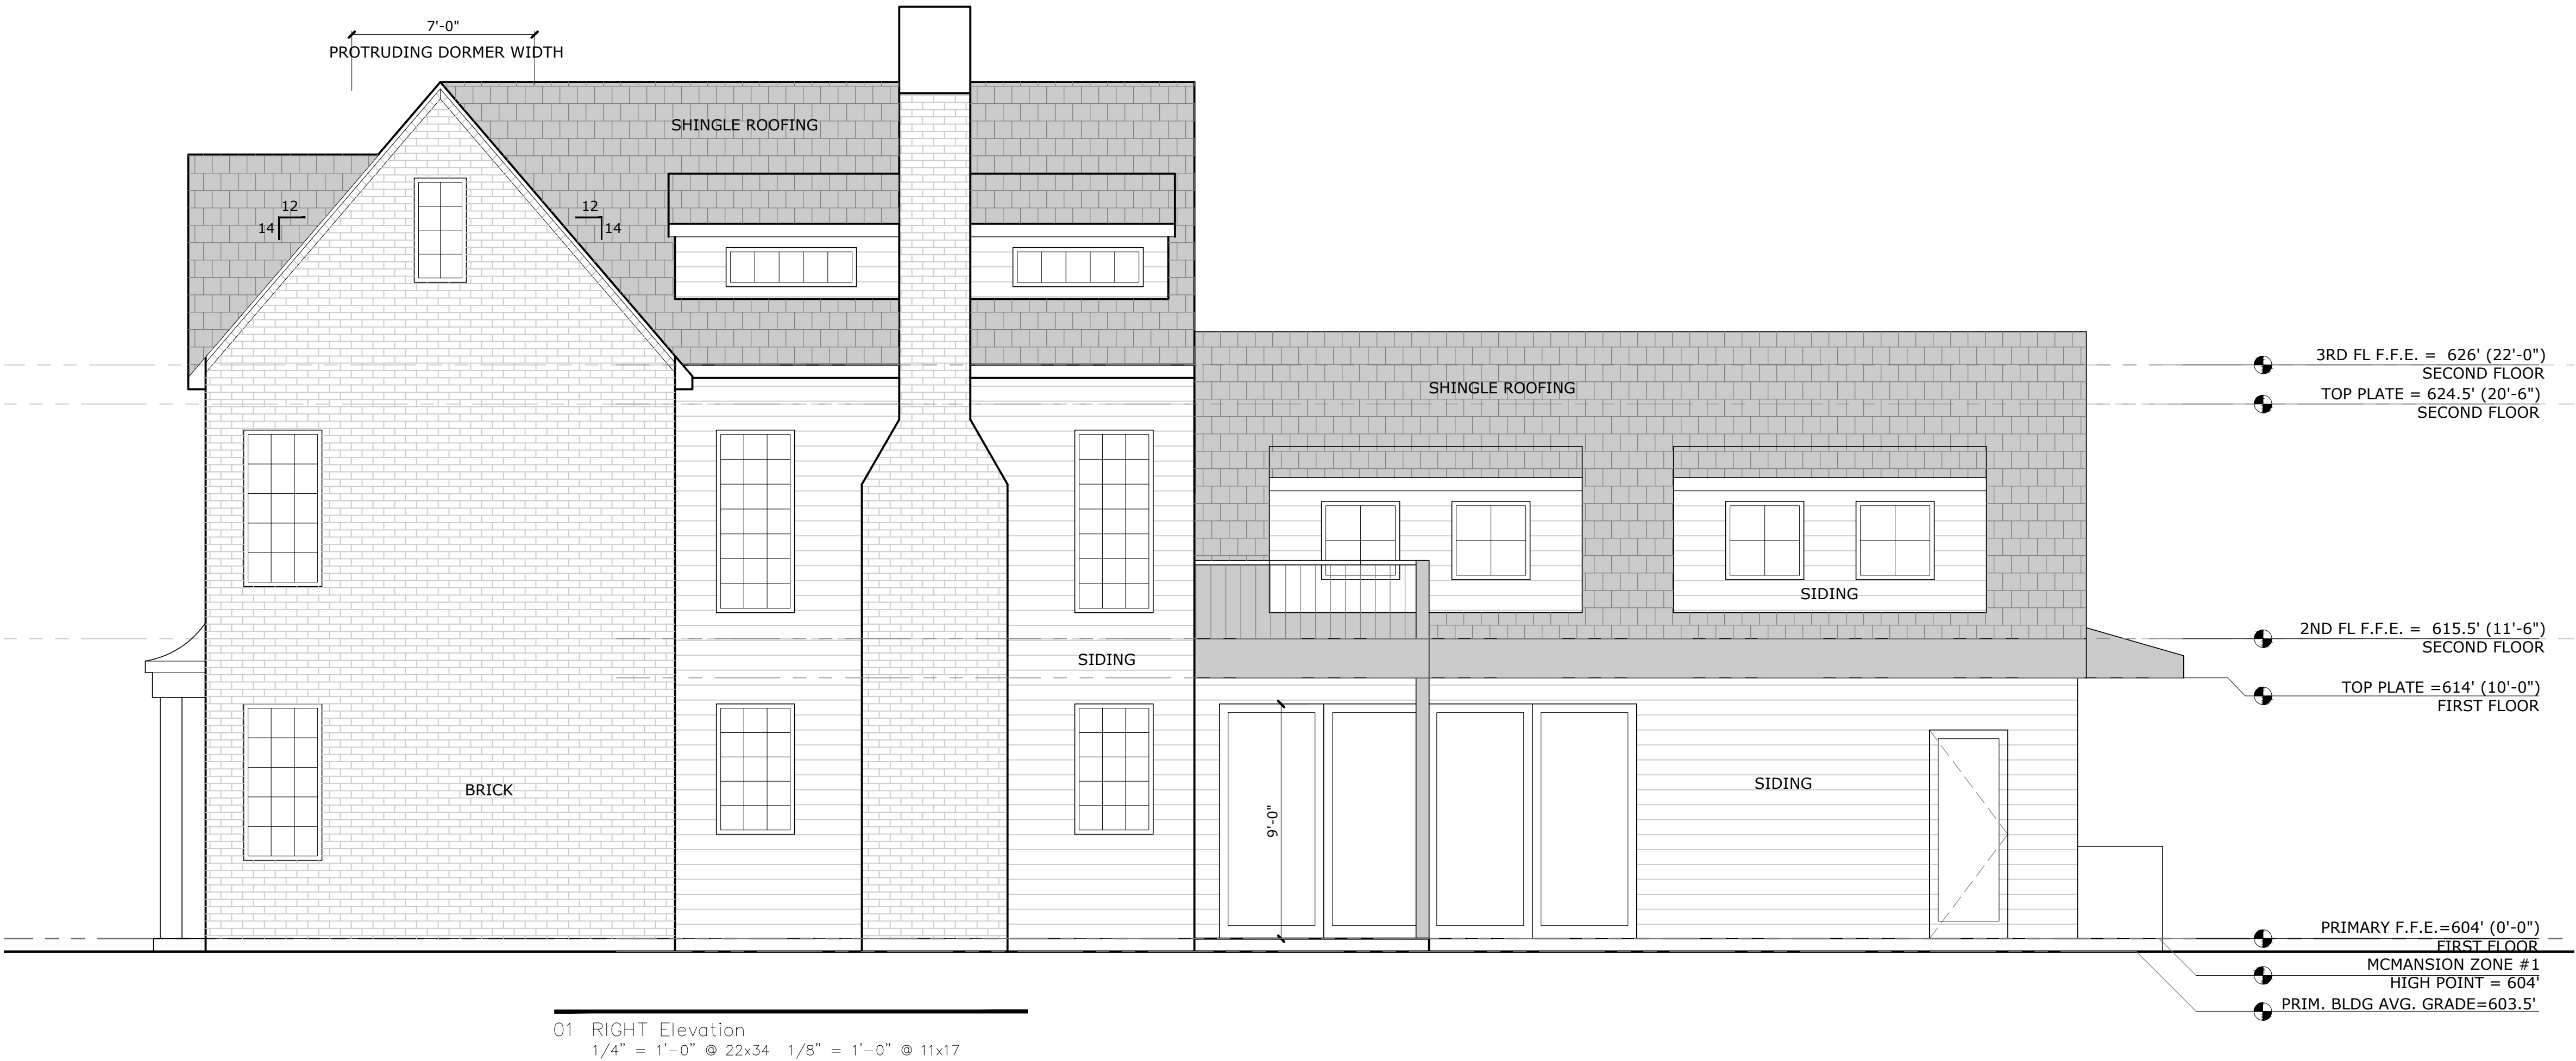 7'-0"
PROTRUDING DORMER WIDTH
SHINGLE ROOFING
12
14
12
14
3RD FL F.F.E. = 626' (22'-0")
SECOND FLOOR
SHINGLE ROOFING
TOP PLATE = 624.5' (20'-6")
SECOND FLOOR
SIDING
2ND FL F.F.E. = 615.5' (11'-6")
SECOND FLOOR
SIDING
TOP PLATE =614' (10'-0")
FIRST FLOOR
BRICK
SIDING
9'-0"
PRIMARY F.F.E.=604' (0'-0")
FIRST FLOOR
MCMANSION ZONE #1
HIGH POINT = 604'
PRIM. BLDG AVG. GRADE=603.5'
01 RIGHT Elevation
1/4" = 1'-0" @ 22x34 1/8" = 1'-0" @ 11x17